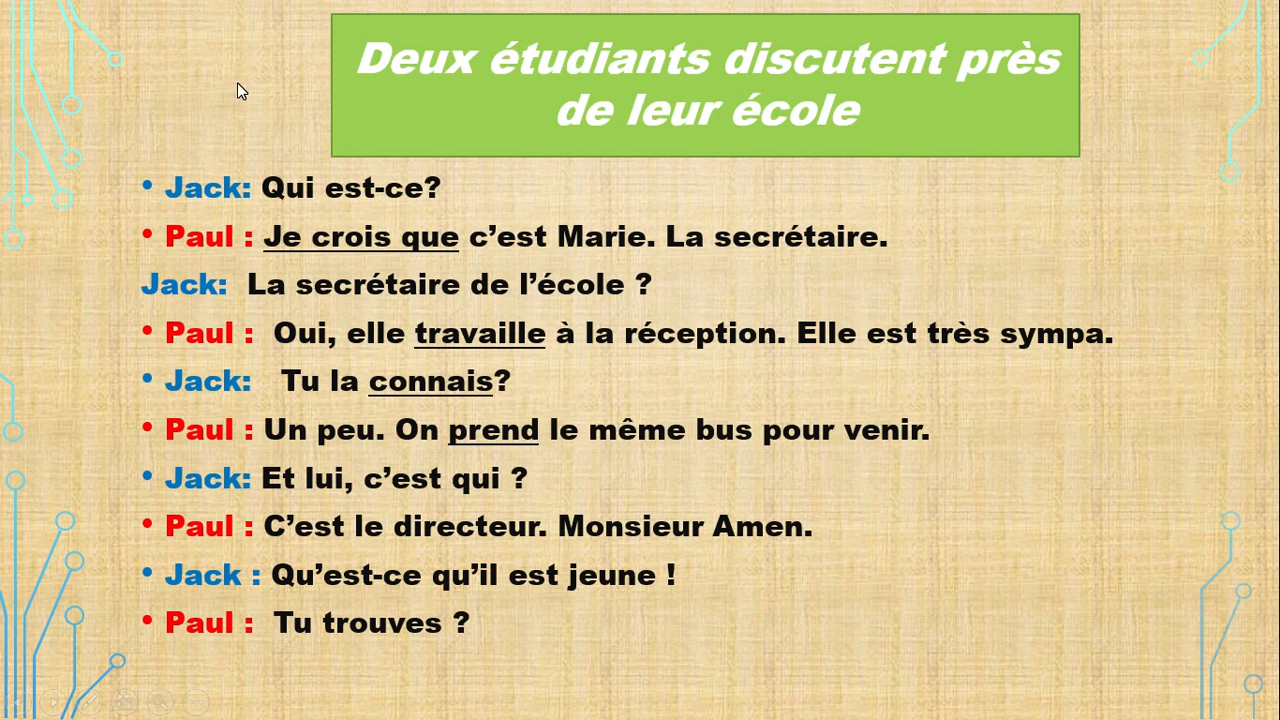 Deux étudiants discutent près
de leur école
• Jack: Qui est-ce?
• Paul : Je crois que c’est Marie. La secrétaire.
Jack: La secrétaire de l’école ?
• Paul : Oui, elle travaille à la réception. Elle est très sympa.
• Jack: Tu la connais?
• Paul : Un peu. On prend le même bus pour venir.
• Jack: Et lui, c’est qui ?
• Paul : C’est le directeur. Monsieur Amen.
• Jack : Qu’est-ce qu’il est jeune !
• Paul : Tu trouves ?